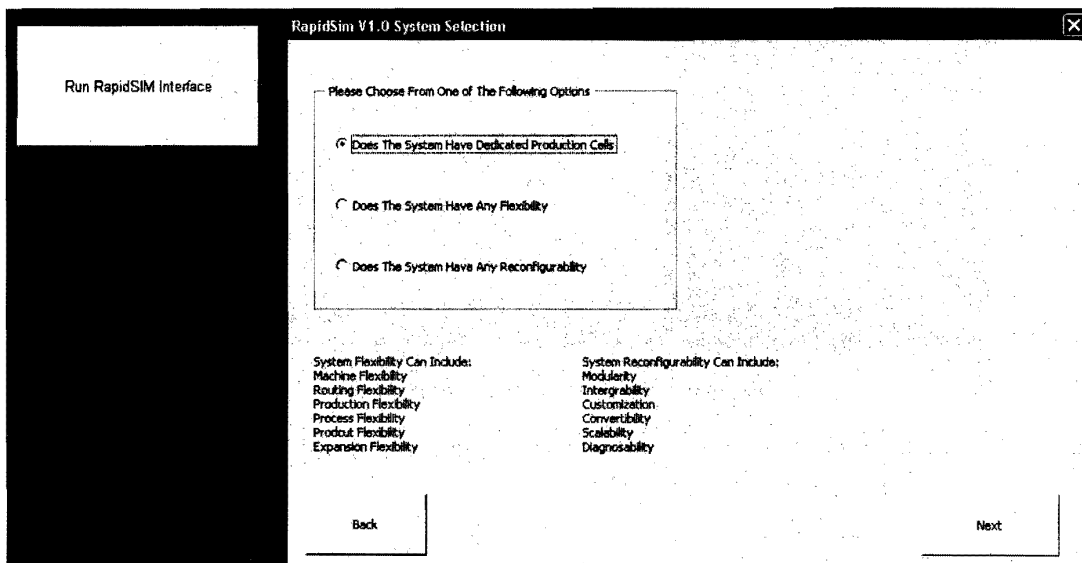 RapidSim V1.0 System Selection
Run RapidSIM Interface
Please Choose From One of The Following Options
Does The System Have Dedicated Production Cells
Does The System Have Any Flexibility
Does The System Have Any Reconfigurability
System Flexibility Can Include:
Machine Flexibility
Routing Flexibility
Production Flexibility
Process Flexibility
Prodcut Flexibility
Expansion Flexibility
System Reconfigurability Can Include:
Modularity
Intergrability
Customization
Convertibility
Scalability
Diagnosability
Back
Next